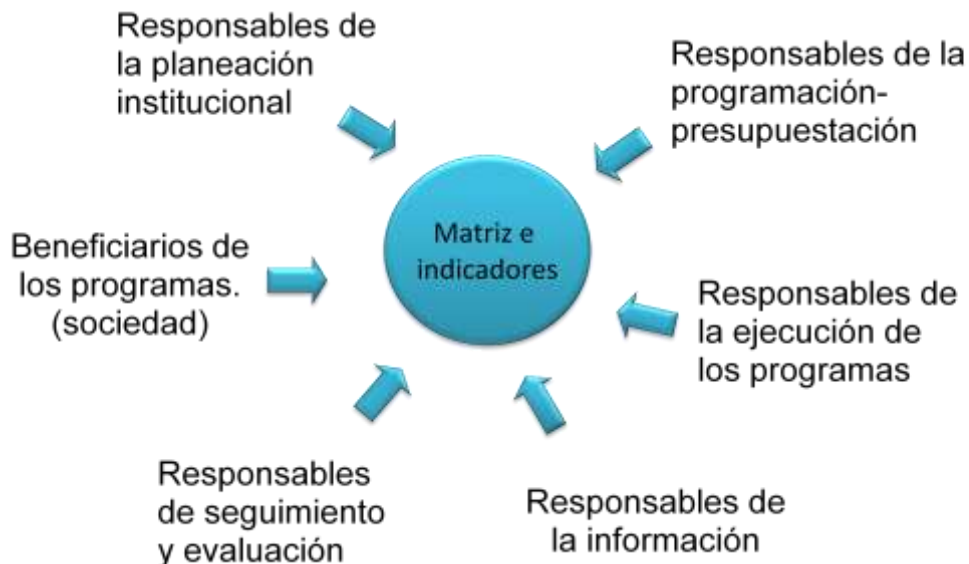 Responsables de
la planeación
institucional
Responsables de la
programación-
presupuestación
Matriz e
indicadores
Beneficiarios de
los programas.
(sociedad)
Responsables de
la ejecución de
los programas
Responsables
de seguimiento
y evaluación
Responsables de
la información